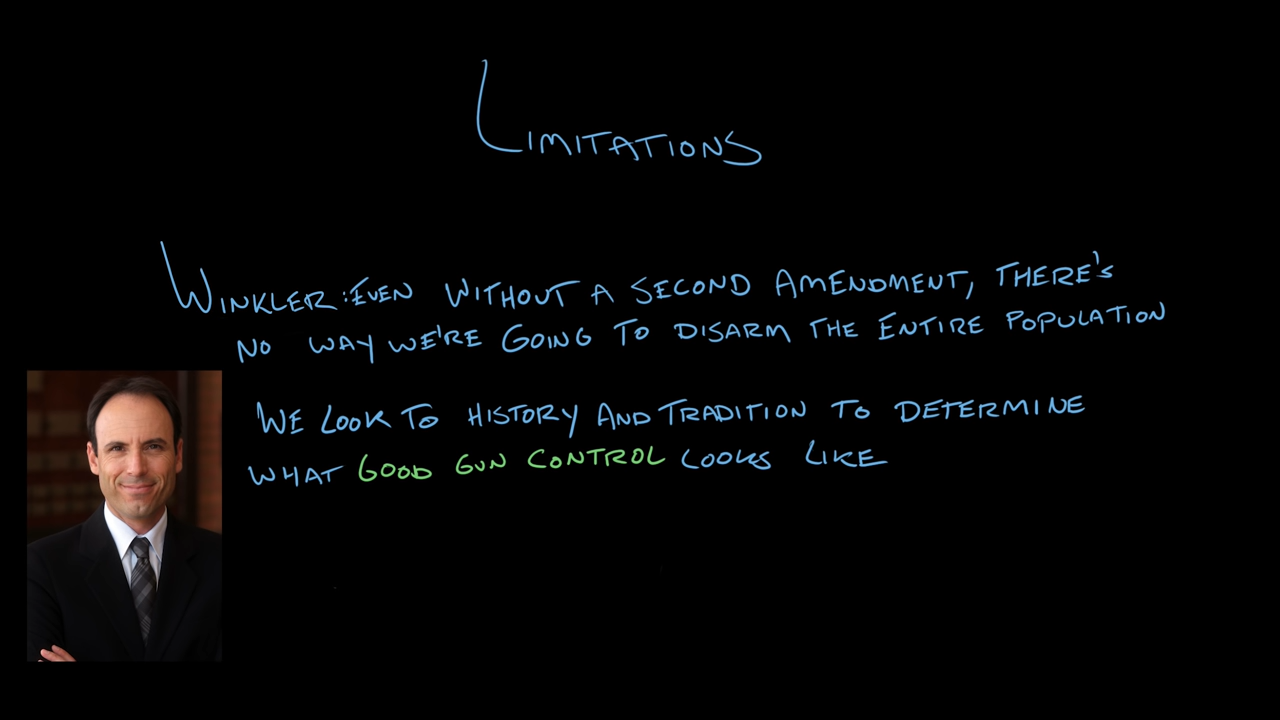 LIMITATIONS
WINKLER: EVEN WITHOUT A SECOND AMENDMENT, THERE'S
NO WAY WE'RE GOING TO DISARM THE ENTIRE POPULATION
WE LOOK TO HISTORY AND TRADITION TO DETERMINE
WHAT GOOD GUN CONTROL LOOKS LIKE